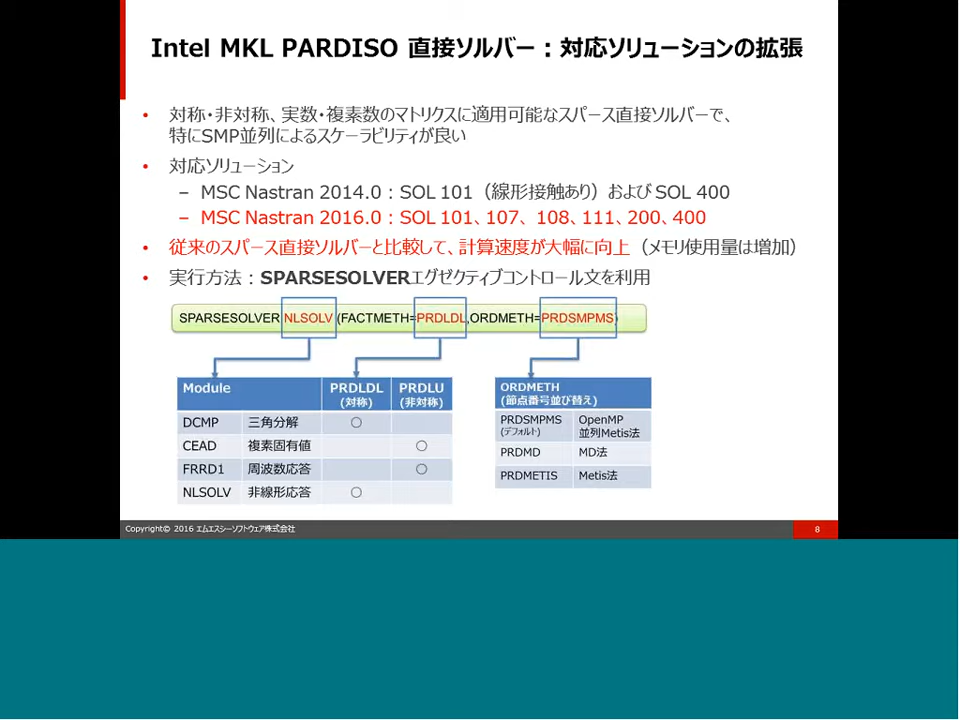 Intel MKL PARDISO 直接ソルバー：対応ソリューションの拡張
• 対称・非対称、実数・複素数のマトリクスに適用可能なスパース直接ソルバーで、
特にSMP並列によるスケーラビリティが良い
• 対応ソリューション
– MSC Nastran 2014.0：SOL 101（線形接触あり）および SOL 400
– MSC Nastran 2016.0：SOL 101、107、 108、111、200、400
• 従来のスパース直接ソルバーと比較して、計算速度が大幅に向上（メモリ使用量は増加）
• 実行方法：SPARSESOLVERエグゼクティブコントロール文を利用
SPARSESOLVER NLSOLV (FACTMETH=PRDLDL,ORDMETH=PRDSMPMS)
Module PRDLDL (対称) PRDLU (非対称)
DCMP 三角分解 ○
CEAD 複素固有値 ○
FRRD1 周波数応答 ○
NLSOLV 非線形応答 ○
ORDMETH
(節点番号並び替え)
PRDSMPMS (デフォルト) OpenMP 並列Metis法
PRDMD MD法
PRDMETIS Metis法
Copyright© 2016 エムエスシーソフトウェア株式会社 8